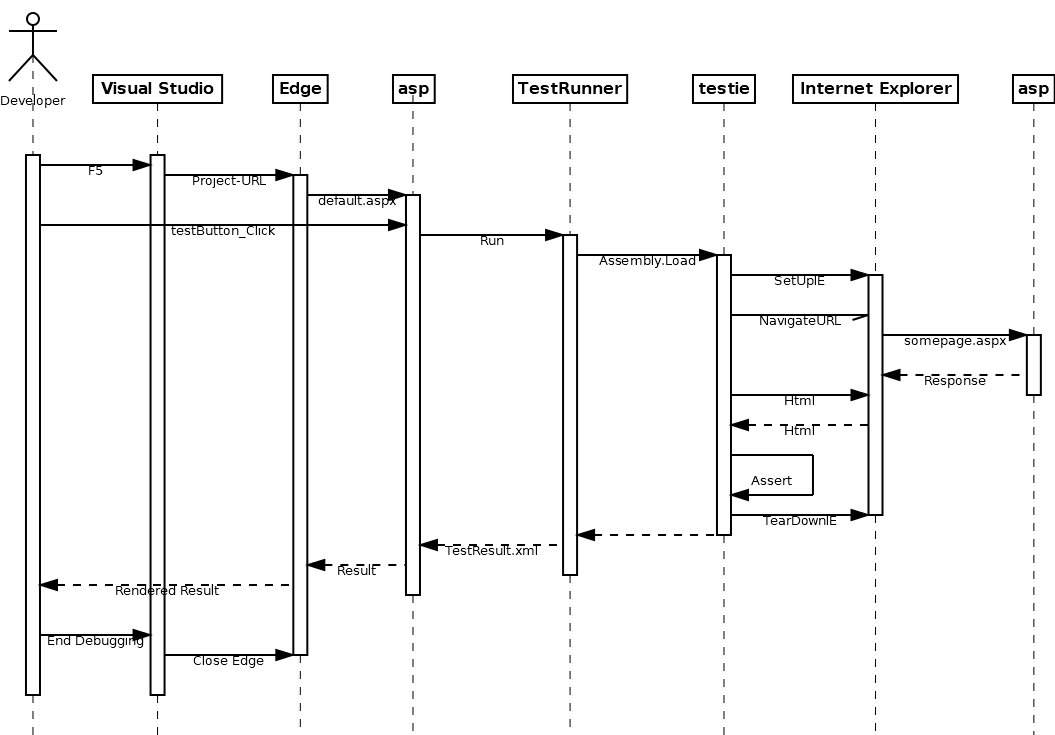 Developer
Visual Studio
Edge
asp
TestRunner
testie
Internet Explorer
asp
F5
Project-URL
default.aspx
testButton_Click
Run
Assembly.Load
SetUpIE
NavigateURL
somepage.aspx
Response
Html
Html
Assert
TearDownIE
TestResult.xml
Result
Rendered Result
End Debugging
Close Edge